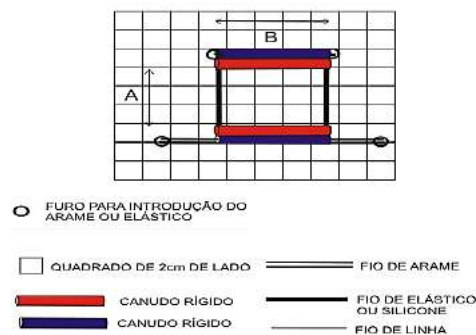 B
A
FURO PARA INTRODUÇÃO DO
ARAME OU ELÁSTICO
QUADRADO DE 2cm DE LADO
FIO DE ARAME
CANUDO RÍGIDO
FIO DE ELÁSTICO
OU SILICONE
CANUDO RÍGIDO
FIO DE LINHA